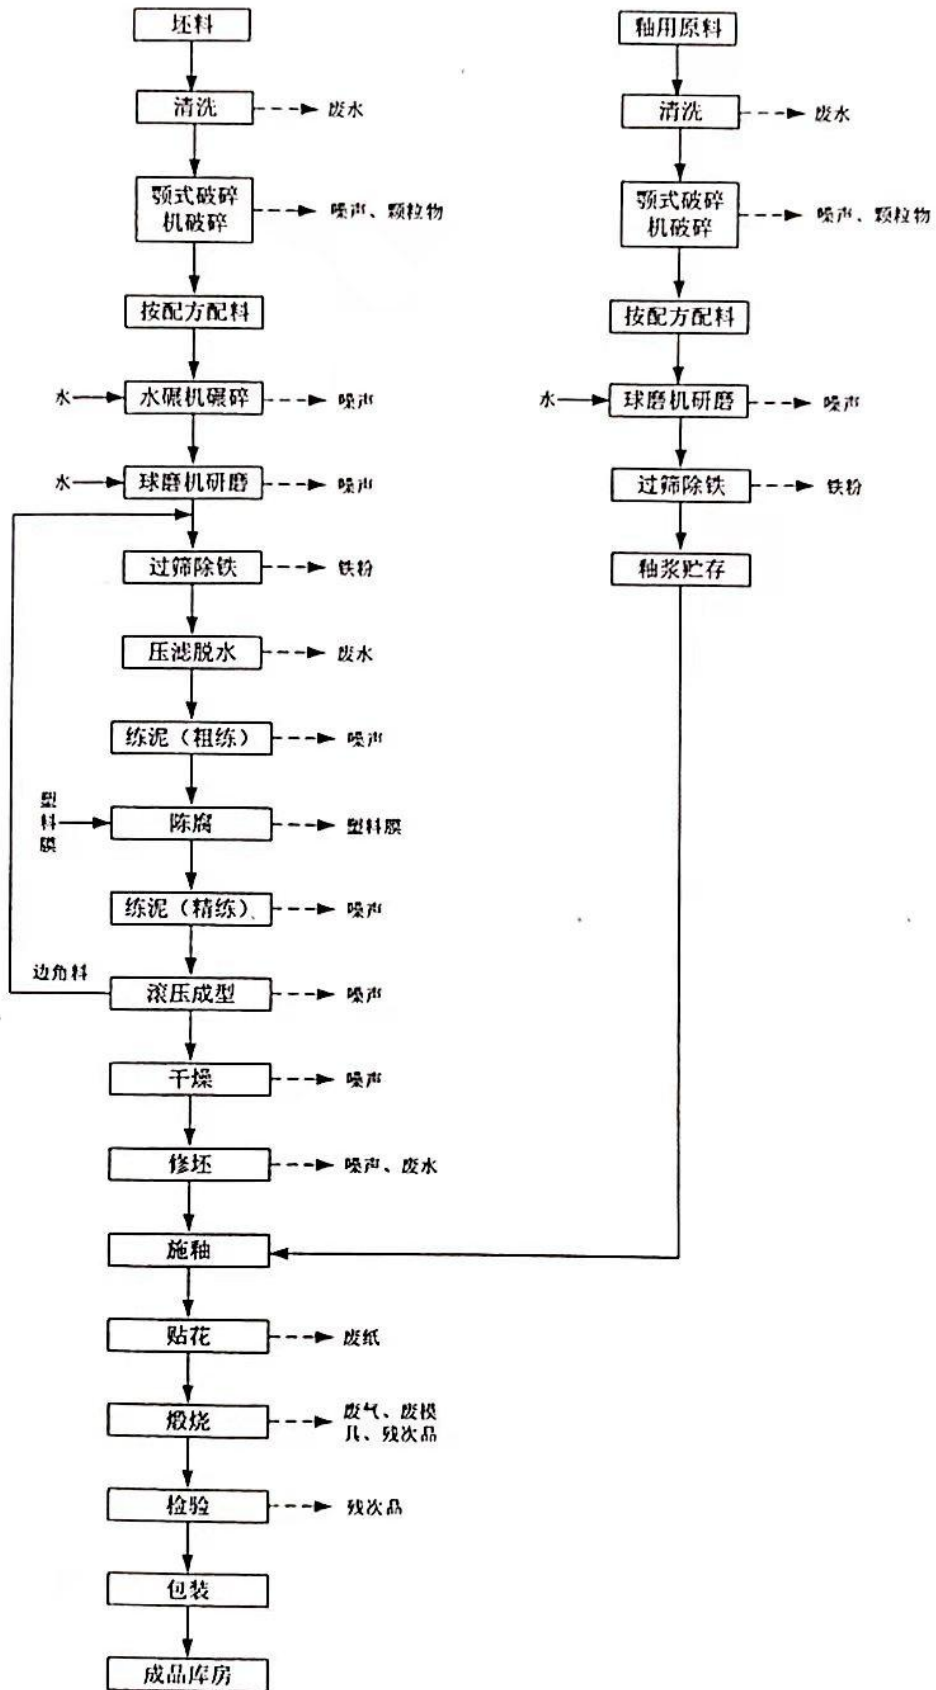 坯料
清洗
废水
颚式破碎
机破碎
噪声、颗粒物
按配方配料
水
水碾机碾碎
噪声
水
球磨机研磨
噪声
过筛除铁
铁粉
压滤脱水
废水
练泥（粗练）
噪声
塑
料
膜
陈腐
塑料膜
练泥（精练）
噪声
边角料
滚压成型
噪声
干燥
噪声
修坯
噪声、废水
施釉
贴花
废纸
煅烧
废气、废模
具、残次品
检验
残次品
包装
成品库房
釉用原料
清洗
废水
颚式破碎
机破碎
噪声、颗粒物
按配方配料
水
球磨机研磨
噪声
过筛除铁
铁粉
釉浆贮存